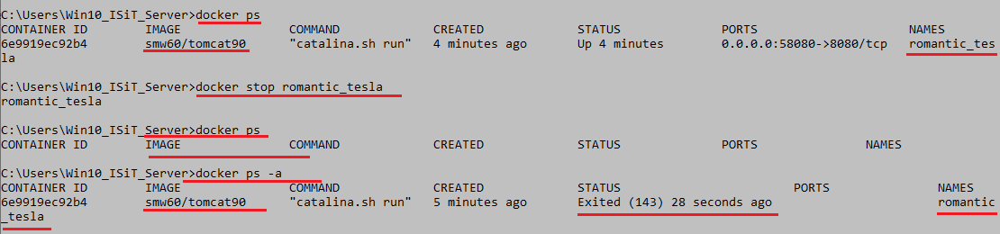 C:\Users\Win10_ISiT_Server>docker ps
CONTAINER ID        IMAGE               COMMAND             CREATED             STATUS              PORTS                     NAMES
6e9919ec92b4        smw60/tomcat90      "catalina.sh run"   4 minutes ago       Up 4 minutes        0.0.0.0:58080->8080/tcp   romantic_tes
la
C:\Users\Win10_ISiT_Server>docker stop romantic_tesla
romantic_tesla
C:\Users\Win10_ISiT_Server>docker ps
CONTAINER ID        IMAGE               COMMAND             CREATED             STATUS              PORTS               NAMES
C:\Users\Win10_ISiT_Server>docker ps -a
CONTAINER ID        IMAGE               COMMAND             CREATED             STATUS                        PORTS               NAMES
6e9919ec92b4        smw60/tomcat90      "catalina.sh run"   5 minutes ago       Exited (143) 28 seconds ago                       romantic
_tesla